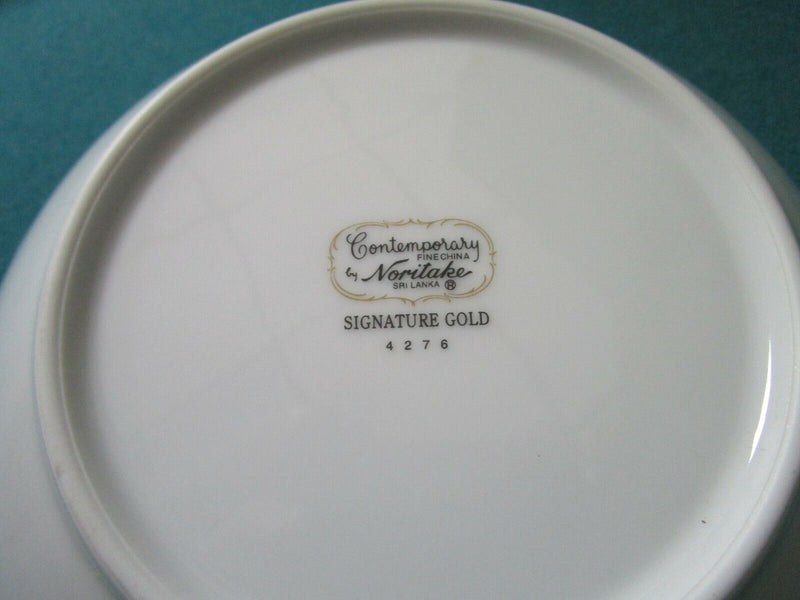 Contemporary
FINE CHINA
by Noritake
SRI LANKA ®
SIGNATURE GOLD
4276